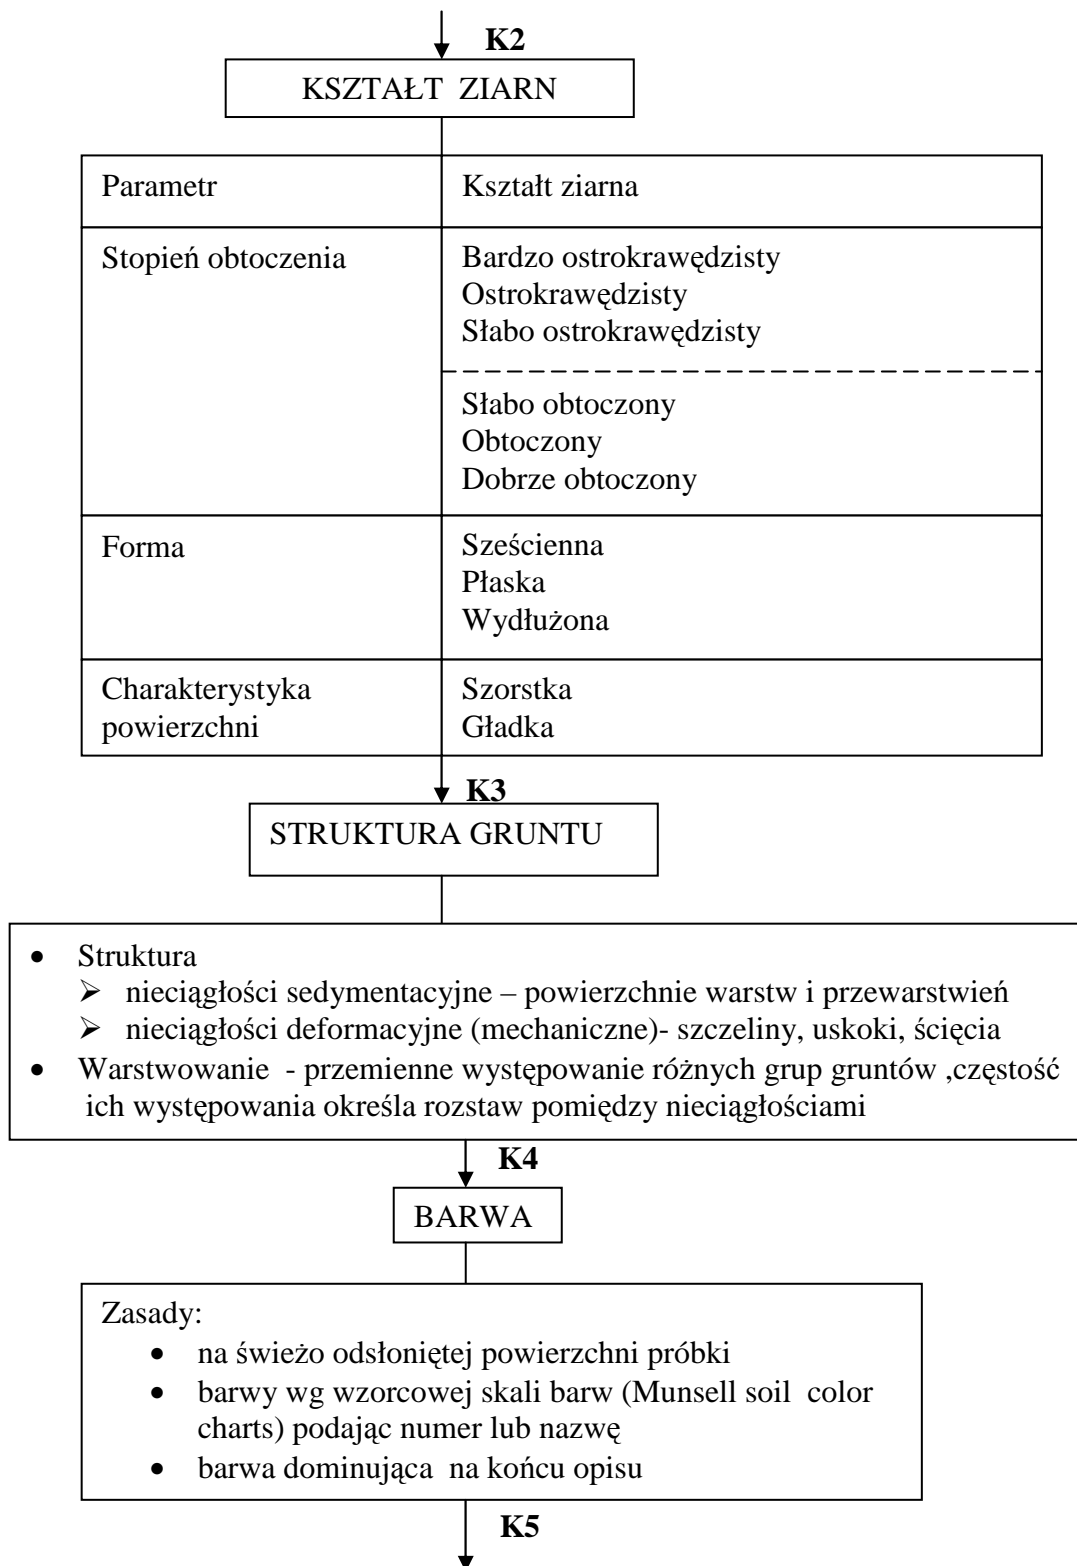 K2
KSZTAŁT ZIARN
Parametr Kształt ziarna
Stopień obtoczenia Bardzo ostrokrawędzisty
Ostrokrawędzisty
Słabo ostrokrawędzisty
Słabo obtoczony
Obtoczony
Dobrze obtoczony
Forma Sześcienna
Płaska
Wydłużona
Charakterystyka Szorstka
powierzchni Gładka
K3
STRUKTURA GRUNTU
• Struktura
➢ nieciągłości sedymentacyjne – powierzchnie warstw i przewarstwień
➢ nieciągłości deformacyjne (mechaniczne)- szczeliny, uskoki, ścięcia
• Warstwowanie - przemienne występowanie różnych grup gruntów ,częstość
ich występowania określa rozstaw pomiędzy nieciągłościami
K4
BARWA
Zasady:
• na świeżo odsłoniętej powierzchni próbki
• barwy wg wzorcowej skali barw (Munsell soil color
charts) podając numer lub nazwę
• barwa dominująca na końcu opisu
K5